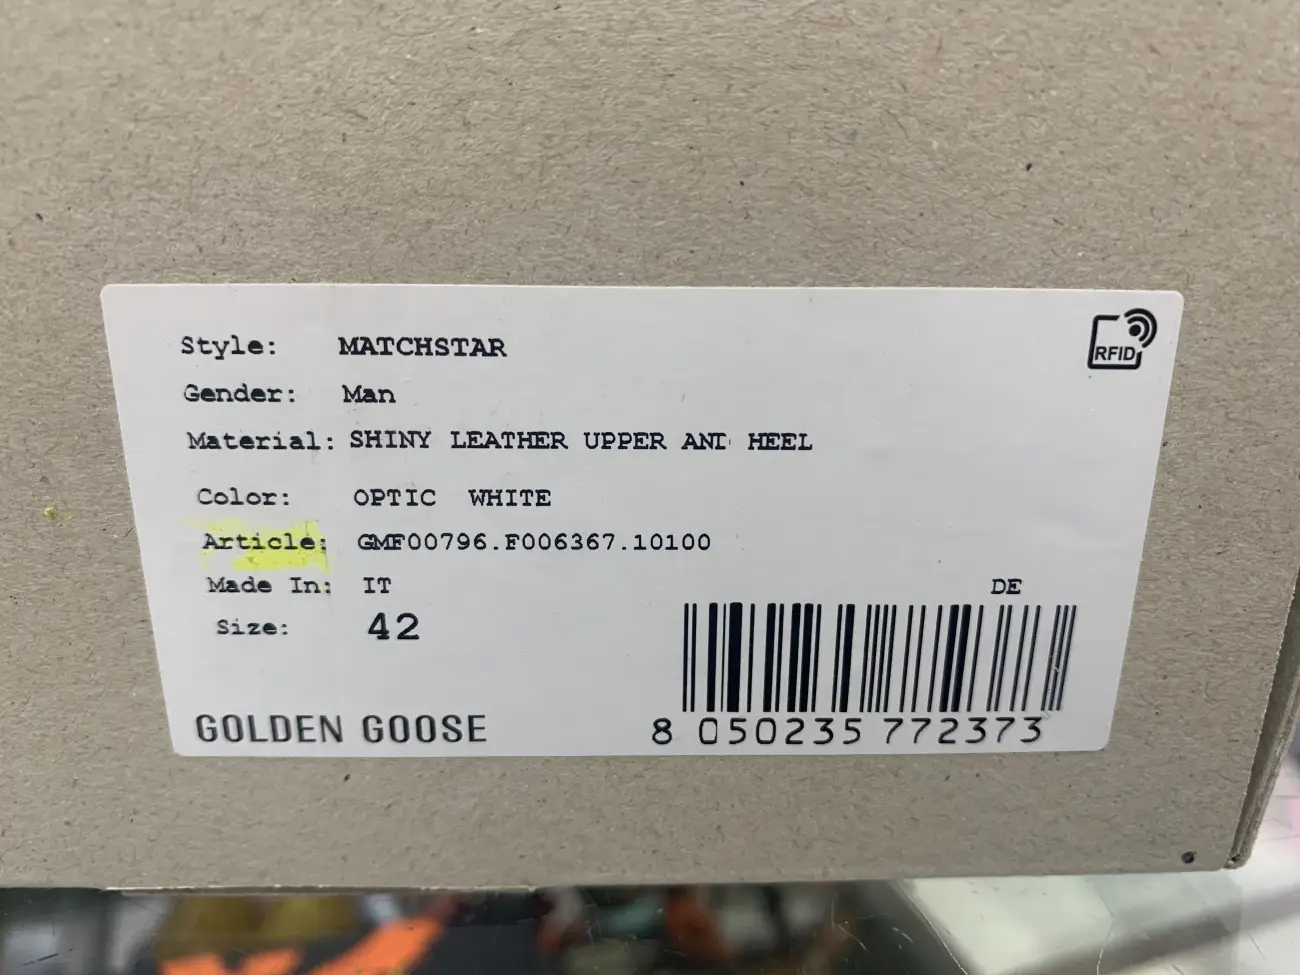 RFID
Style: MATCHSTAR
Gender: Man
Material: SHINY LEATHER UPPER AND HEEL
Color: OPTIC WHITE
Article: GMF00796.F006367.10100
Made In: IT
DE
Size: 42
GOLDEN GOOSE
8 050235 772373